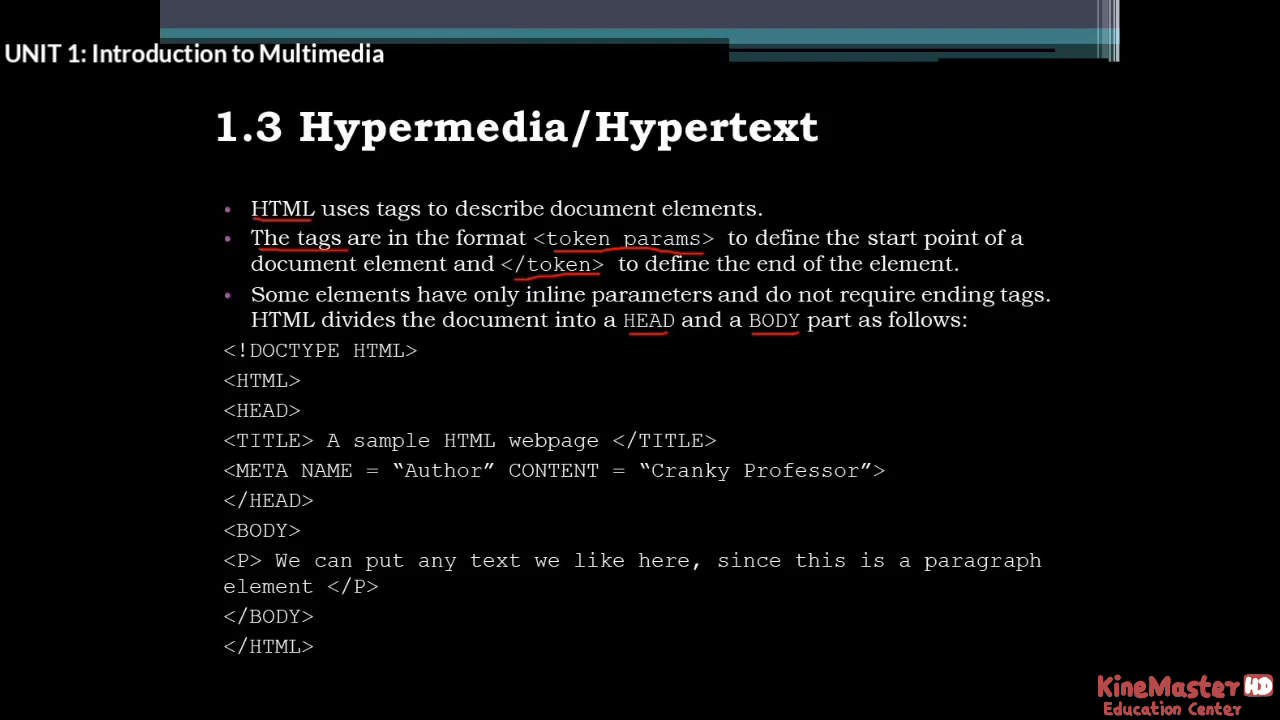 UNIT 1: Introduction to Multimedia
1.3 Hypermedia/Hypertext
• HTML uses tags to describe document elements.
• The tags are in the format <token params> to define the start point of a
document element and </token> to define the end of the element.
• Some elements have only inline parameters and do not require ending tags.
HTML divides the document into a HEAD and a BODY part as follows:
<!DOCTYPE HTML>
<HTML>
<HEAD>
<TITLE> A sample HTML webpage </TITLE>
<META NAME = “Author” CONTENT = “Cranky Professor”>
</HEAD>
<BODY>
<P> We can put any text we like here, since this is a paragraph
element </P>
</BODY>
</HTML>
KineMaster HD
Education Center